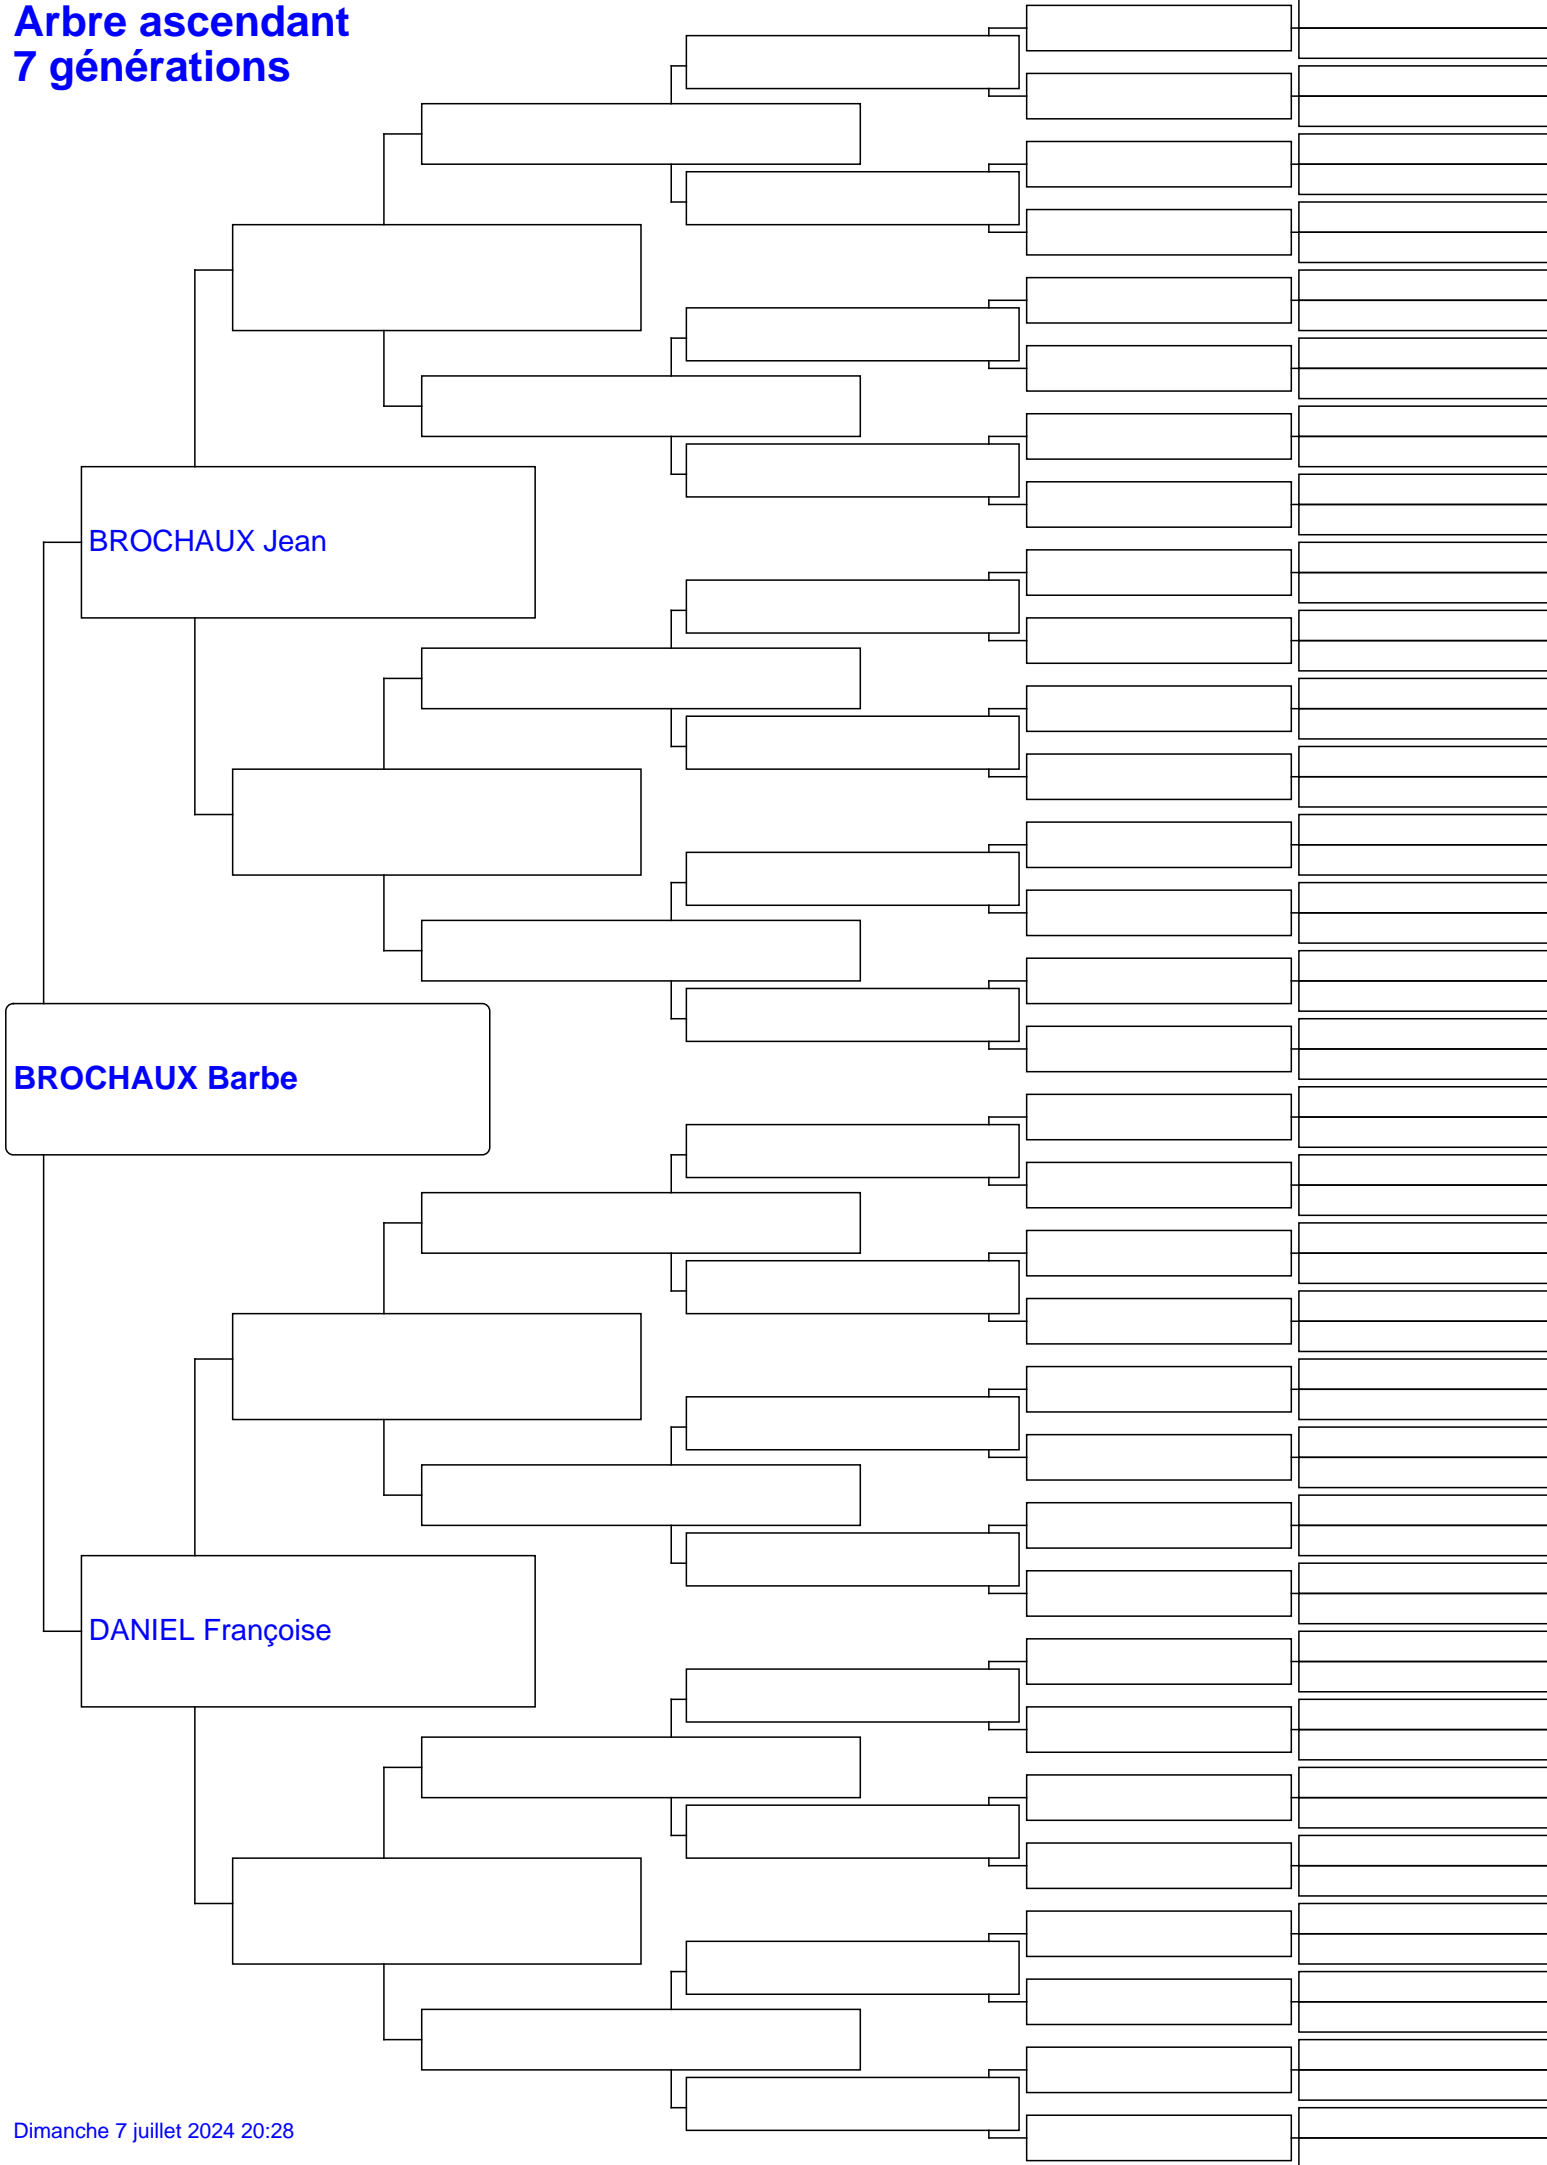 Arbre ascendant
7 générations
BROCHAUX Jean
BROCHAUX Barbe
DANIEL Françoise
Dimanche 7 juillet 2024 20:28